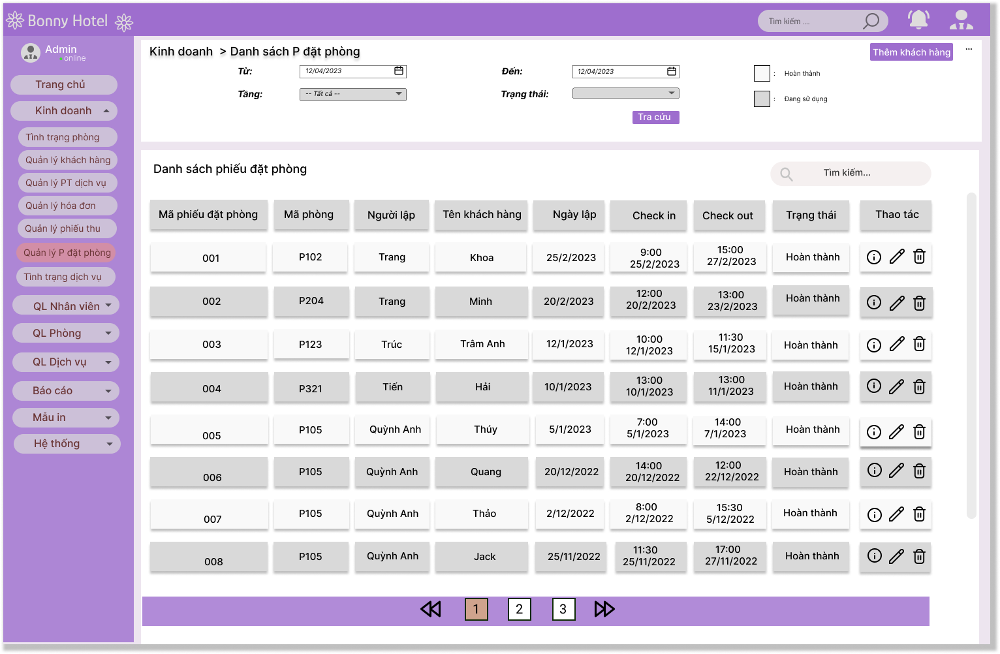 Bonny Hotel
Tìm kiếm ....
Admin
online
Trang chủ
Kinh doanh
Tình trạng phòng
Quản lý khách hàng
Quản lý PT dịch vụ
Quản lý hóa đơn
Quản lý phiếu thu
Quản lý P đặt phòng
Tình trạng dịch vụ
QL Nhân viên
QL Phòng
QL Dịch vụ
Báo cáo
Mẫu in
Hệ thống
Kinh doanh > Danh sách P đặt phòng
Thêm khách hàng
...
Từ: 12/04/2023
Đến: 12/04/2023
: Hoàn thành
Tầng: -- Tất cả --
Trạng thái:
: Đang sử dụng
Tra cứu
Danh sách phiếu đặt phòng
Tìm kiếm...
Mã phiếu đặt phòng Mã phòng Người lập Tên khách hàng Ngày lập Check in Check out Trạng thái Thao tác
001 P102 Trang Khoa 25/2/2023 9:00 25/2/2023 15:00 27/2/2023 Hoàn thành
002 P204 Trang Minh 20/2/2023 12:00 20/2/2023 13:00 23/2/2023 Hoàn thành
003 P123 Trúc Trâm Anh 12/1/2023 10:00 12/1/2023 11:30 15/1/2023 Hoàn thành
004 P321 Tiến Hải 10/1/2023 13:00 10/1/2023 13:00 11/1/2023 Hoàn thành
005 P105 Quỳnh Anh Thúy 5/1/2023 7:00 5/1/2023 14:00 7/1/2023 Hoàn thành
006 P105 Quỳnh Anh Quang 20/12/2022 14:00 20/12/2022 12:00 22/12/2022 Hoàn thành
007 P105 Quỳnh Anh Thảo 2/12/2022 8:00 2/12/2022 15:30 5/12/2022 Hoàn thành
008 P105 Quỳnh Anh Jack 25/11/2022 11:30 25/11/2022 17:00 27/11/2022 Hoàn thành
1 2 3